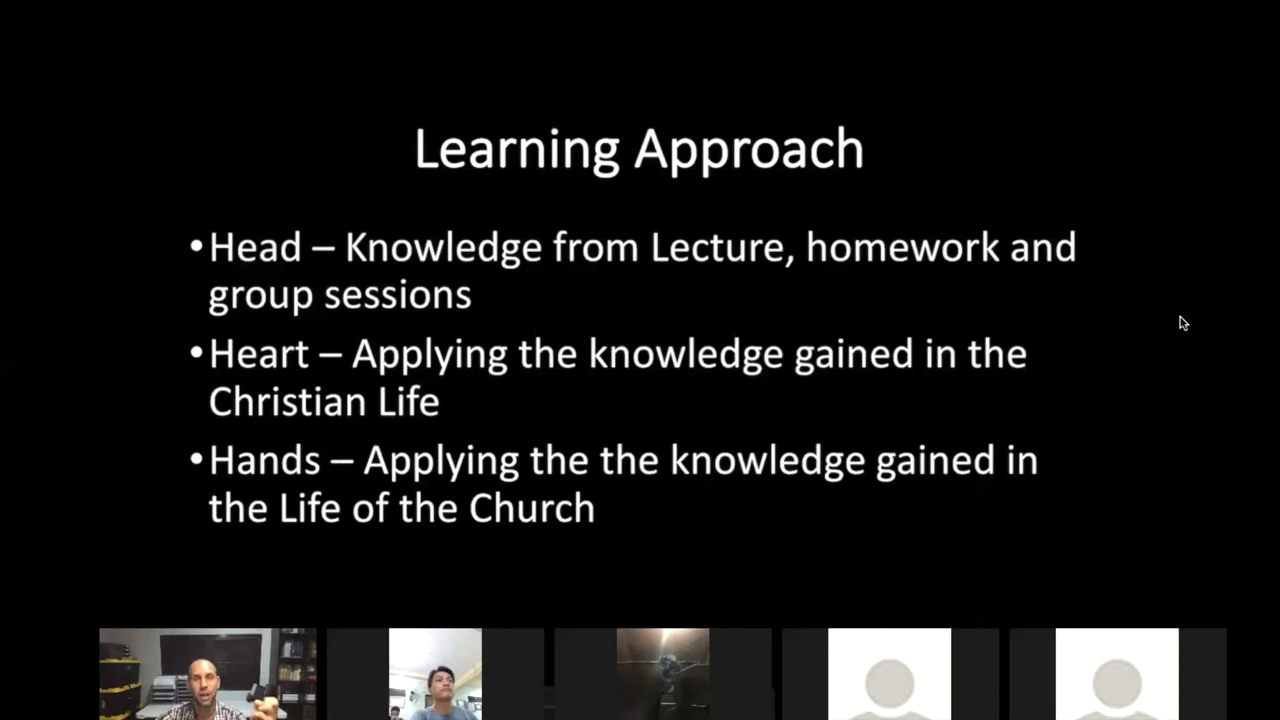 Learning Approach
•Head – Knowledge from Lecture, homework and
group sessions
•Heart – Applying the knowledge gained in the
Christian Life
•Hands – Applying the the knowledge gained in
the Life of the Church